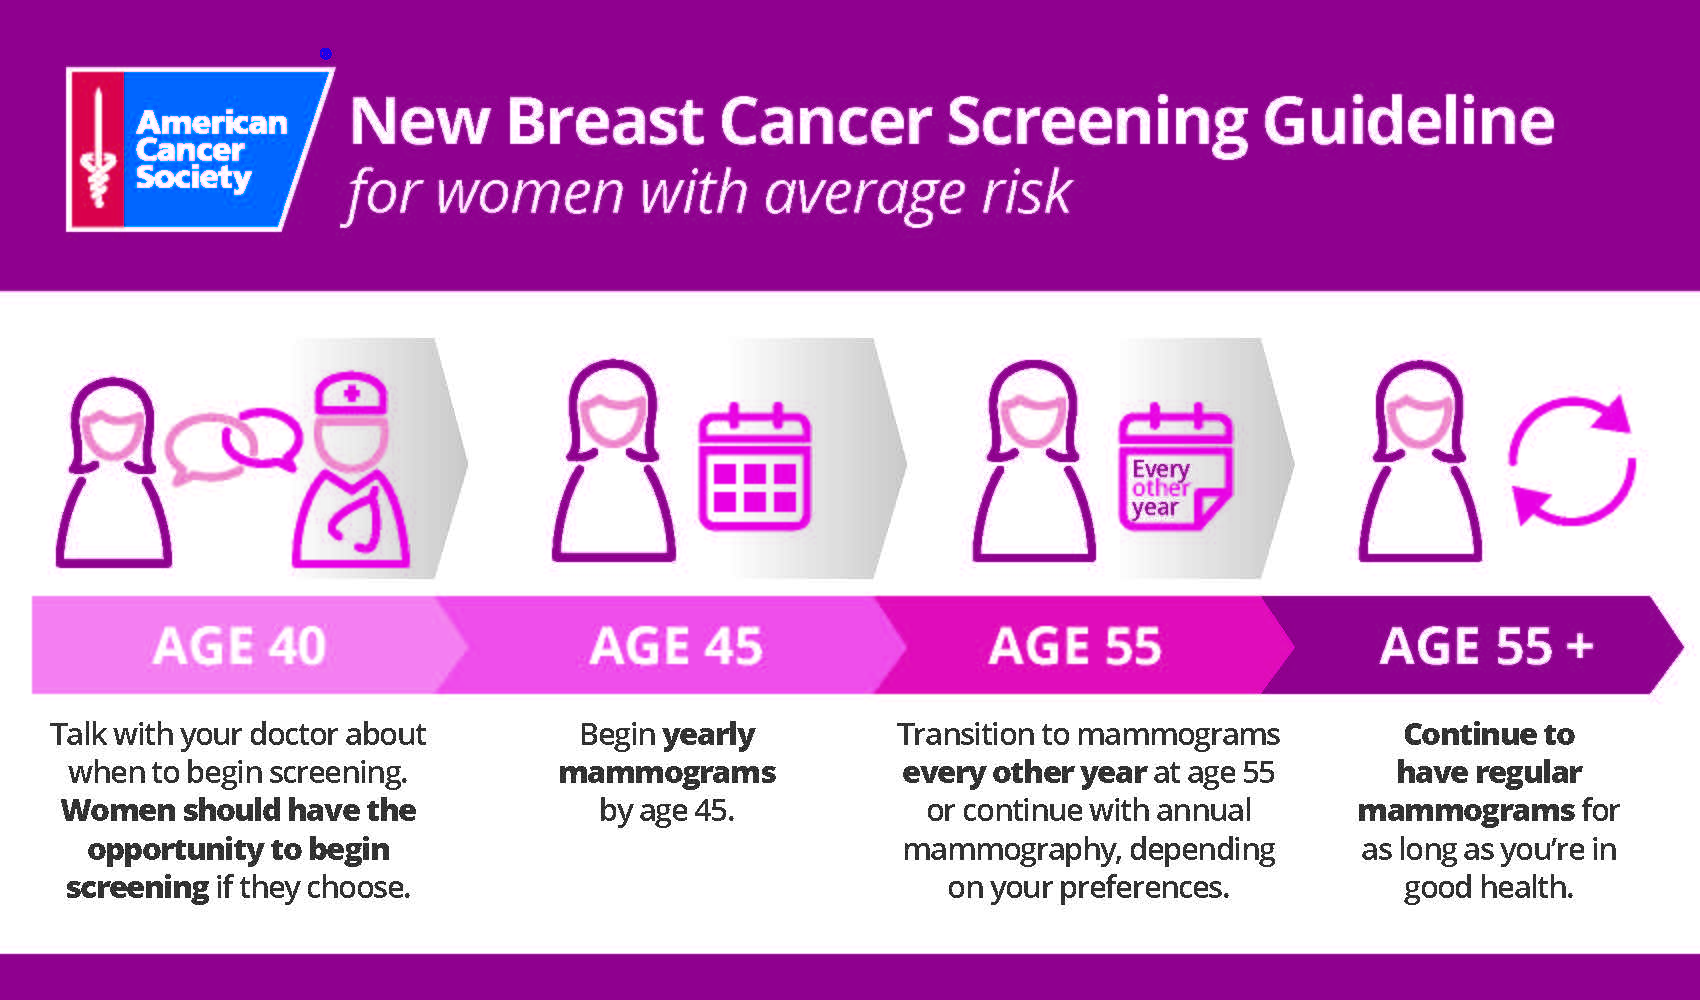 ®
American
Cancer
Society
New Breast Cancer Screening Guideline
for women with average risk
Every
other
year
AGE 40
AGE 45
AGE 55
AGE 55 +
Talk with your doctor about
when to begin screening.
Women should have the
opportunity to begin
screening if they choose.
Begin yearly
mammograms
by age 45.
Transition to mammograms
every other year at age 55
or continue with annual
mammography, depending
on your preferences.
Continue to
have regular
mammograms for
as long as you’re in
good health.